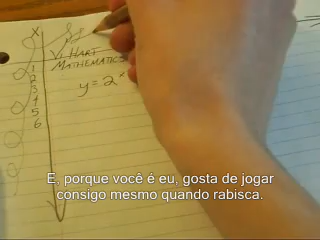 X
Vi Hart
Mathematics
y = 2^x
1
2
3
4
5
6
E, porque você é eu, gosta de jogar
consigo mesmo quando rabisca.